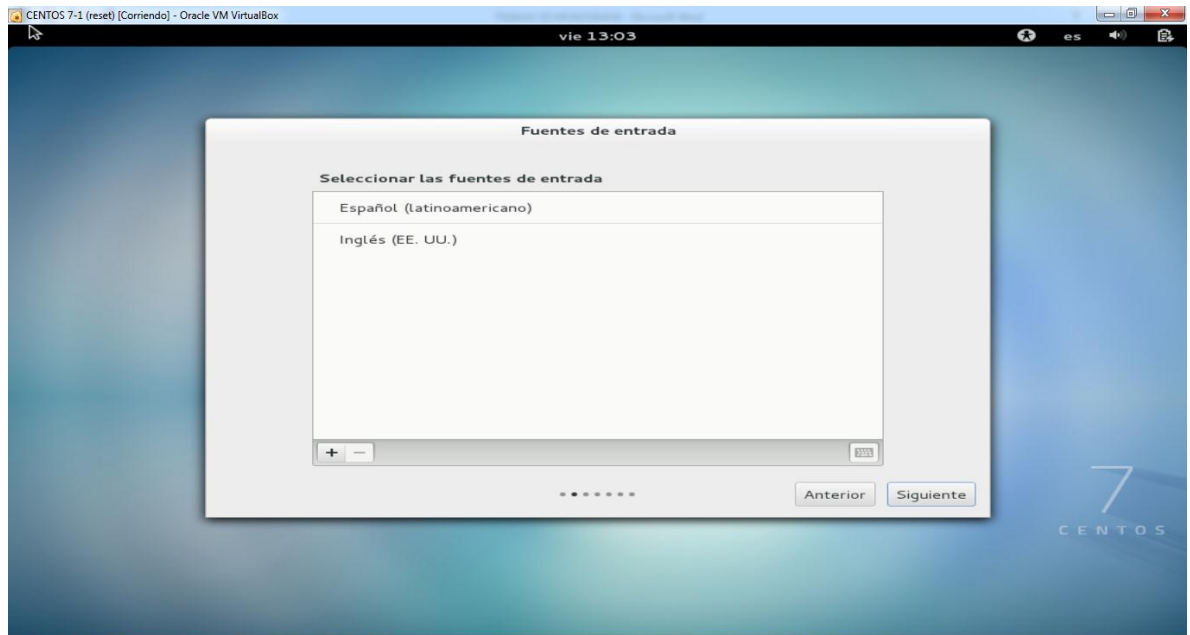 CENTOS 7-1 (reset) [Corriendo] - Oracle VM VirtualBox
vie 13:03
es
Fuentes de entrada
Seleccionar las fuentes de entrada
Español (latinoamericano)
Inglés (EE. UU.)
Anterior
Siguiente
7
CENTOS